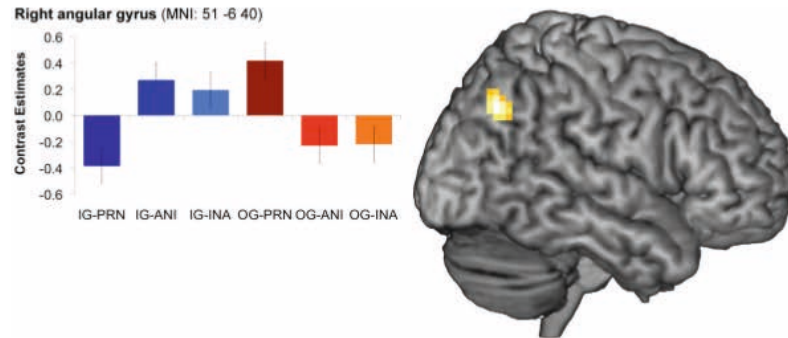 Right angular gyrus (MNI: 51 -6 40)
Contrast Estimates
0.6
0.4
0.2
0.0
-0.2
-0.4
-0.6
IG-PRN IG-ANI IG-INA OG-PRN OG-ANI OG-INA